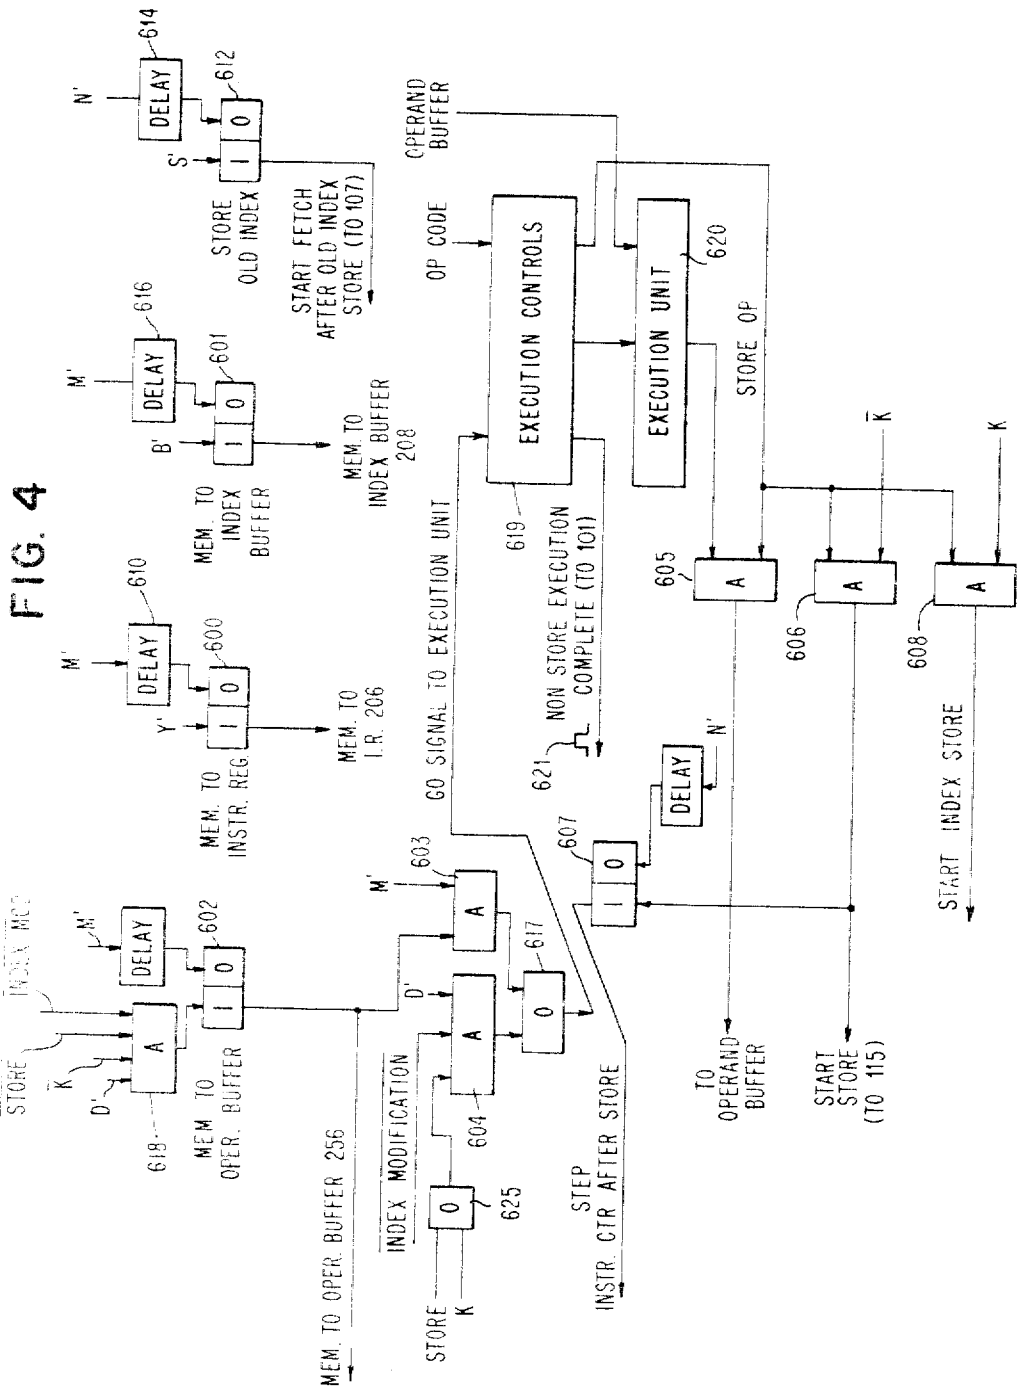 FIG. 4
STORE
INDEX MOD
D'
K̅
M'
A
618
DELAY
MEM TO
OPER. BUFFER
1
0
602
MEM. TO OPER. BUFFER 256
M'
610
DELAY
Y'
600
1
0
MEM. TO
INSTR. REG.
MEM. TO
I.R. 206
M'
616
DELAY
B'
601
1
0
MEM. TO
INDEX
BUFFER
MEM. TO
INDEX BUFFER
208
N'
614
DELAY
S'
612
1
0
STORE
OLD INDEX
START FETCH
AFTER OLD INDEX
STORE (TO 107)
INDEX MODIFICATION
D'
M'
603
A
A
604
STORE
K
0
625
0
617
GO SIGNAL TO EXECUTION UNIT
OP CODE
OPERAND
BUFFER
EXECUTION CONTROLS
619
621
NON STORE EXECUTION
COMPLETE (TO 101)
EXECUTION UNIT
620
STEP
INSTR. CTR AFTER STORE
607
1
0
DELAY
N'
605
A
STORE OP
TO
OPERAND
BUFFER
606
A
K̅
START
STORE
(TO 115)
608
A
K
START INDEX STORE